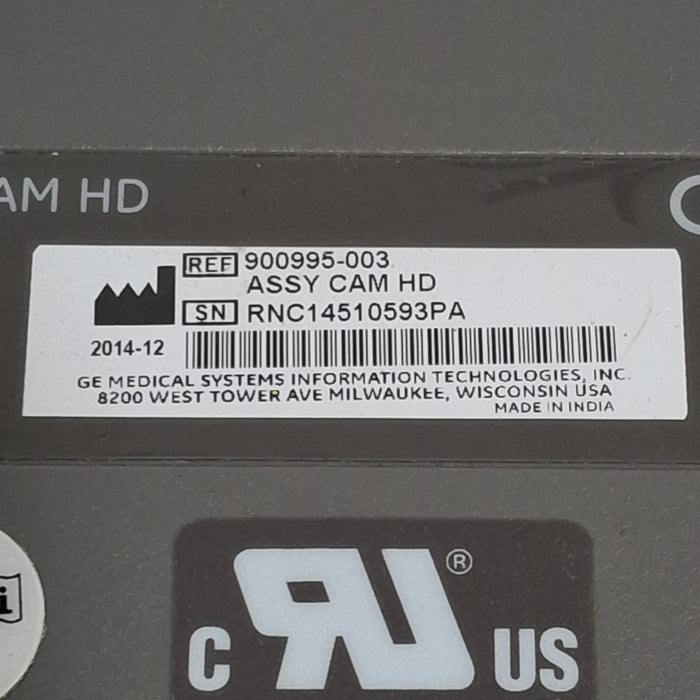 AM HD
REF 900995-003
ASSY CAM HD
SN RNC14510593PA
2014-12
GE MEDICAL SYSTEMS INFORMATION TECHNOLOGIES, INC.
8200 WEST TOWER AVE MILWAUKEE, WISCONSIN USA
MADE IN INDIA
i
C RU ® US